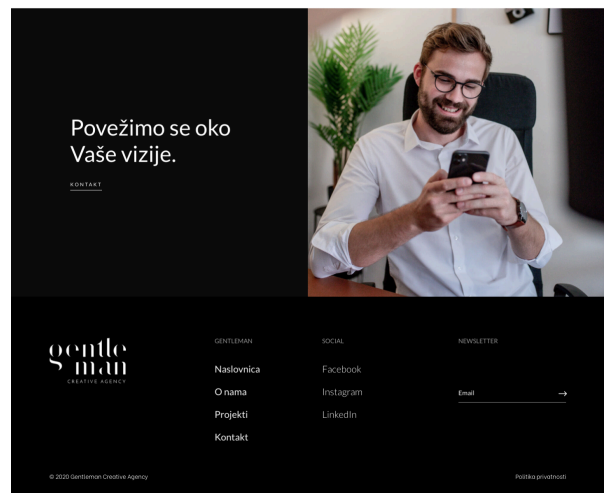 Povežimo se oko
Vaše vizije.
KONTAKT
gentle
man
CREATIVE AGENCY
GENTLEMAN
Naslovnica
O nama
Projekti
Kontakt
SOCIAL
Facebook
Instagram
LinkedIn
NEWSLETTER
Email →
© 2020 Gentleman Creative Agency
Politika privatnosti